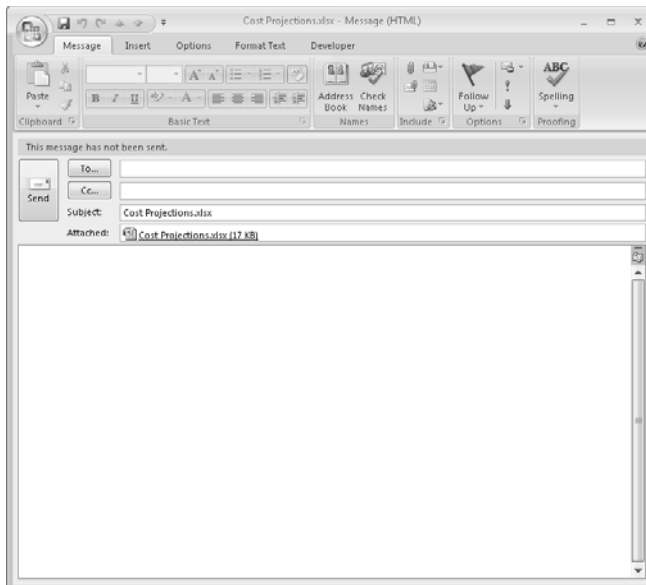 Cost Projections.xlsx - Message (HTML)
Message Insert Options Format Text Developer
Paste
Address Book
Check Names
Follow Up
ABC
Spelling
Clipboard Basic Text Names Include Options Proofing
This message has not been sent.
Send
To...
Cc...
Subject: Cost Projections.xlsx
Attached: Cost Projections.xlsx (17 KB)